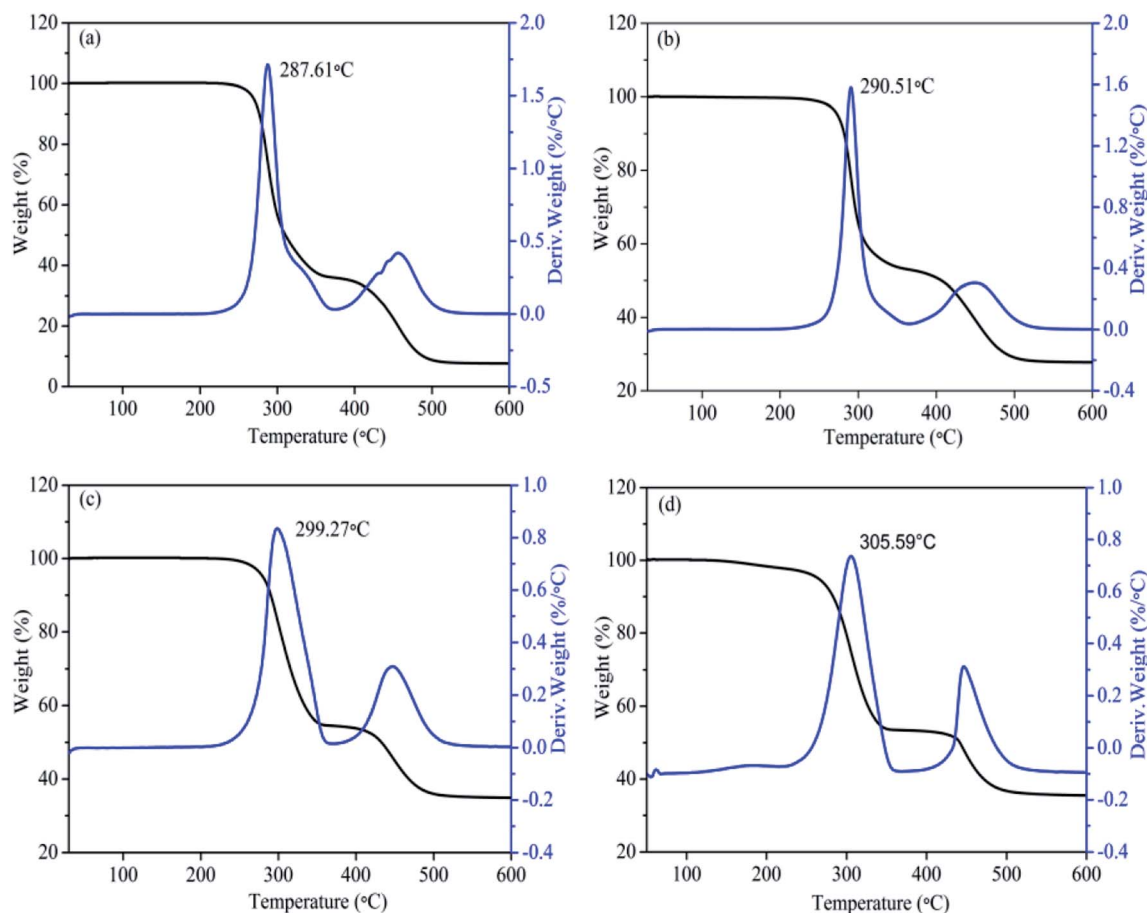 (a)
287.61°C
Weight (%)
120
100
80
60
40
20
0
2.0
1.5
1.0
0.5
0.0
-0.5
Deriv. Weight (%/°C)
100 200 300 400 500 600
Temperature (°C)
(b)
290.51°C
Weight (%)
120
100
80
60
40
20
2.0
1.6
1.2
0.8
0.4
0.0
-0.4
Deriv. Weight (%/°C)
100 200 300 400 500 600
Temperature (°C)
(c)
299.27°C
Weight (%)
120
100
80
60
40
20
1.0
0.8
0.6
0.4
0.2
0.0
-0.2
-0.4
Deriv. Weight (%/°C)
100 200 300 400 500 600
Temperature (°C)
(d)
305.59°C
Weight (%)
120
100
80
60
40
20
1.0
0.8
0.6
0.4
0.2
0.0
-0.2
-0.4
Deriv. Weight (%/°C)
100 200 300 400 500 600
Temperature (°C)